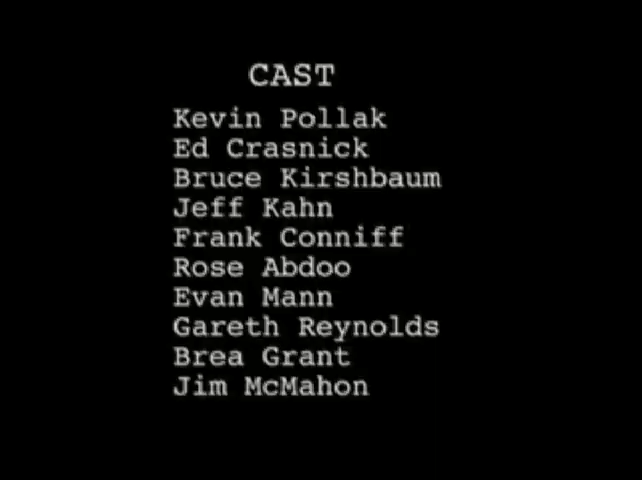 CAST
Kevin Pollak
Ed Crasnick
Bruce Kirshbaum
Jeff Kahn
Frank Conniff
Rose Abdoo
Evan Mann
Gareth Reynolds
Brea Grant
Jim McMahon